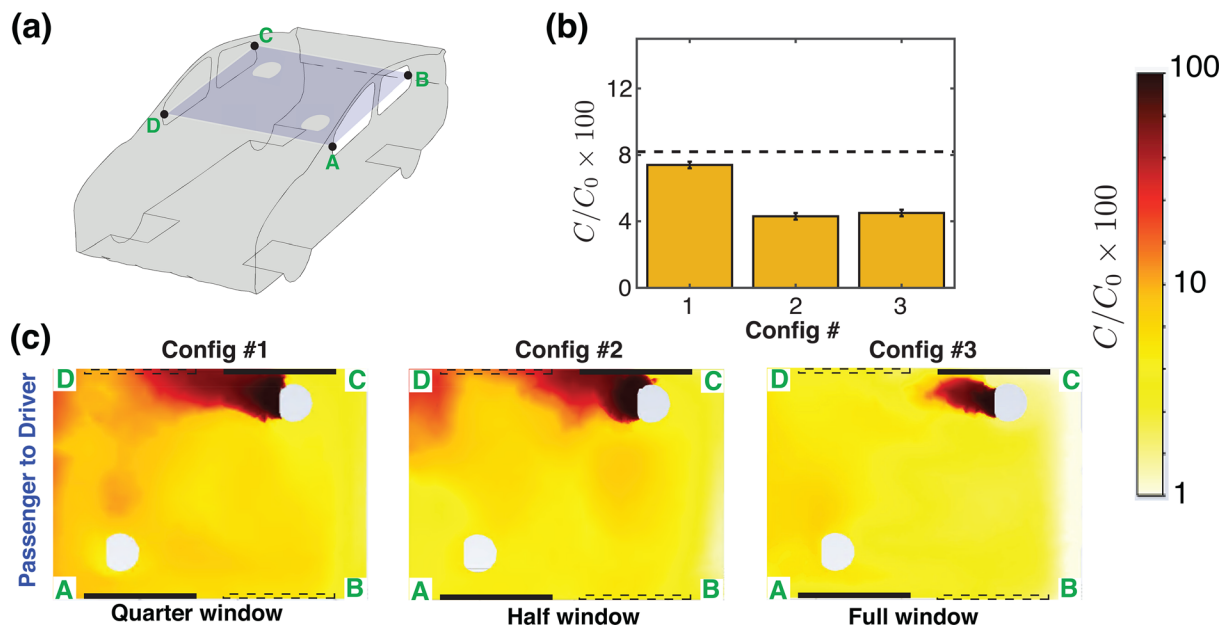 (a)
C
B
D
A
(b)
12
8
4
0
C/C₀ × 100
1 2 3
Config #
100
10
1
C/C₀ × 100
(c)
Config #1 Config #2 Config #3
Passenger to Driver
D C D C D C
A B A B A B
Quarter window Half window Full window